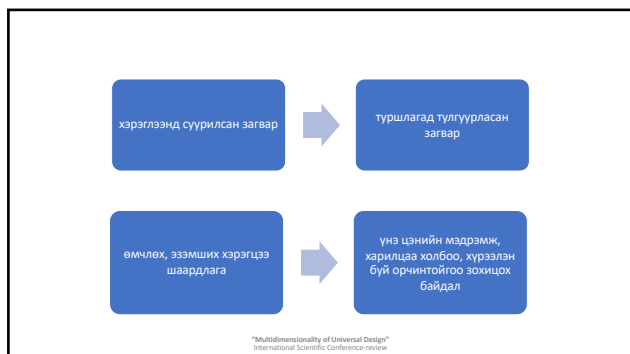 хэрэглээнд суурилсан загвар
туршлагад тулгуурласан
загвар
өмчлөх, эзэмших хэрэгцээ
шаардлага
үнэ цэнийн мэдрэмж,
харилцаа холбоо, хүрээлэн
буй орчинтойгоо зохицох
байдал
"Multidimensionality of Universal Design"
International Scientific Conference-review